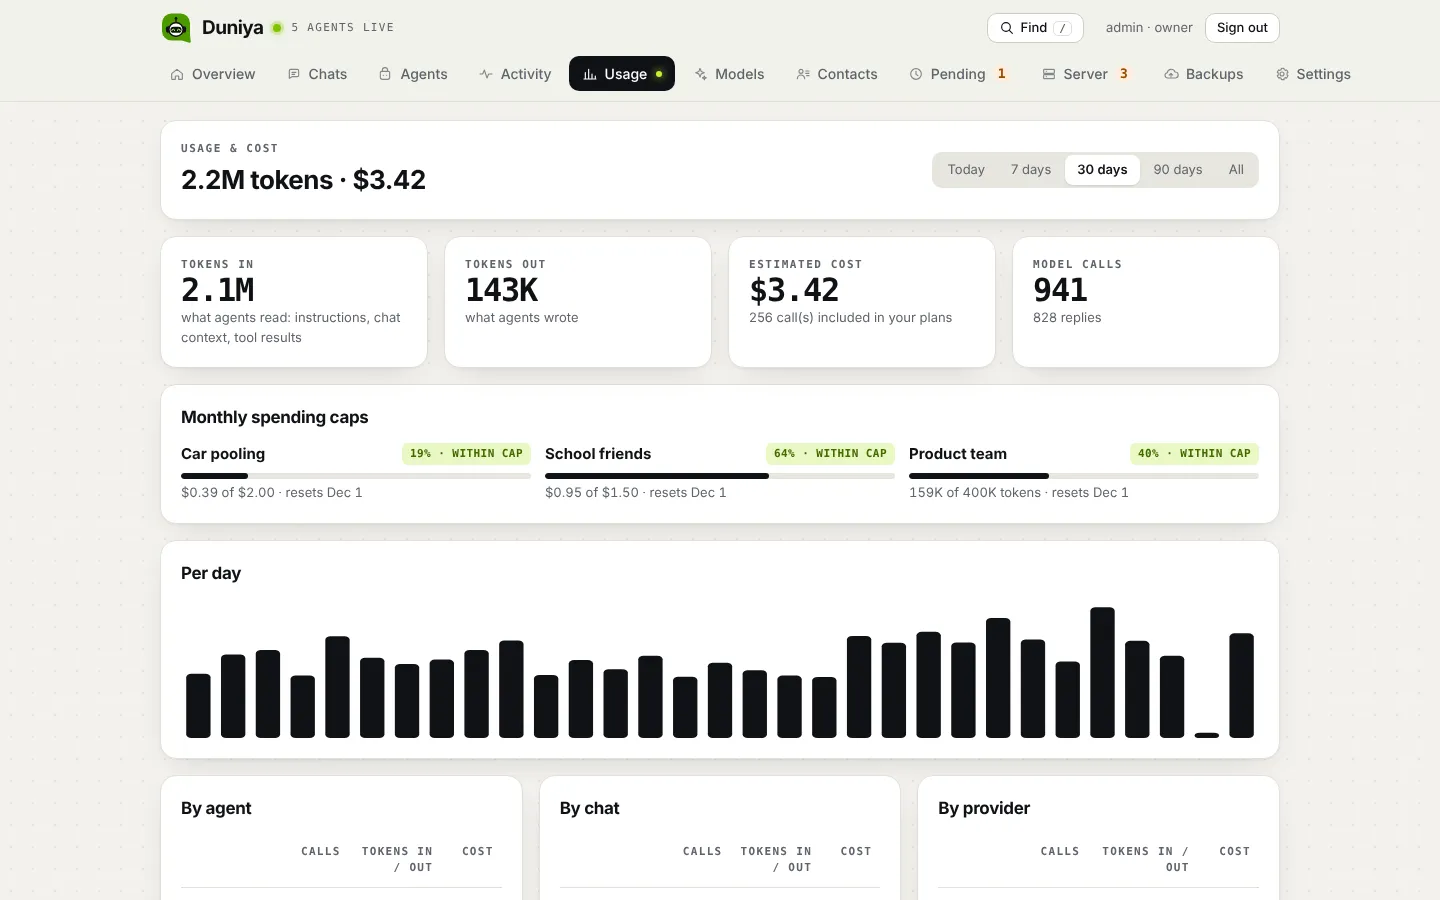 Duniya
5 AGENTS LIVE
Find /
admin · owner
Sign out
Overview
Chats
Agents
Activity
Usage
Models
Contacts
Pending 1
Server 3
Backups
Settings
USAGE & COST
2.2M tokens · $3.42
Today
7 days
30 days
90 days
All
TOKENS IN
2.1M
what agents read: instructions, chat
context, tool results
TOKENS OUT
143K
what agents wrote
ESTIMATED COST
$3.42
256 call(s) included in your plans
MODEL CALLS
941
828 replies
Monthly spending caps
Car pooling
19% · WITHIN CAP
$0.39 of $2.00 · resets Dec 1
School friends
64% · WITHIN CAP
$0.95 of $1.50 · resets Dec 1
Product team
40% · WITHIN CAP
159K of 400K tokens · resets Dec 1
Per day
By agent
CALLS
TOKENS IN
/ OUT
COST
By chat
CALLS
TOKENS IN
/ OUT
COST
By provider
CALLS
TOKENS IN /
OUT
COST